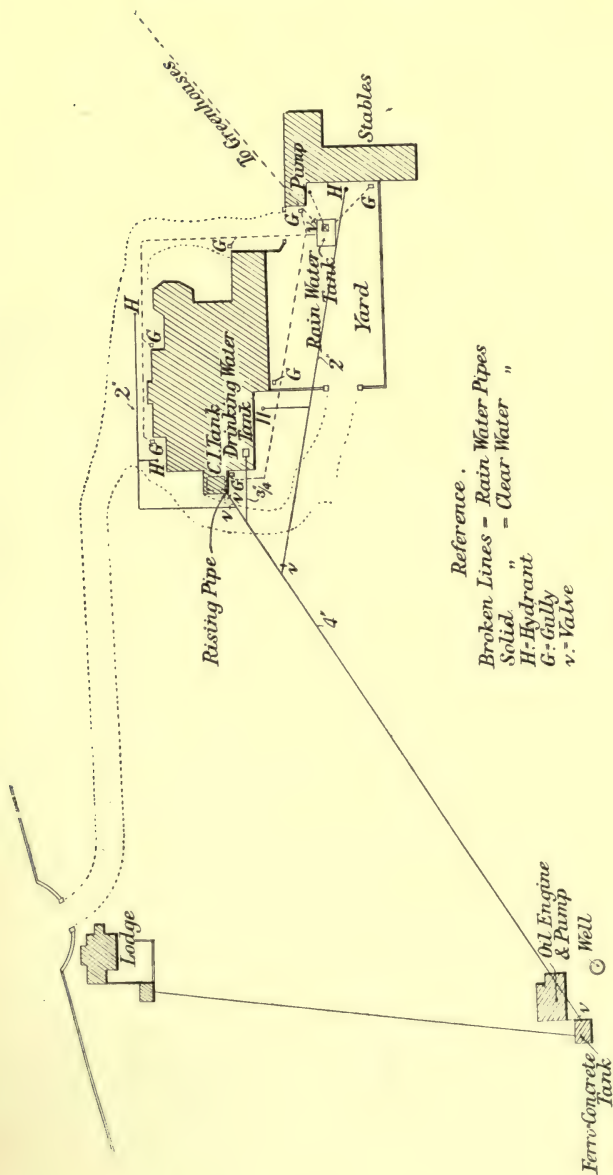 To Greenhouses
Stables
Pump
G
H
G
V
G
Rain Water
Tank
Yard
2"
H
2"
G
H
G
C.I. Tank
Drinking Water
Tank
G
H
V
V
G
3/4"
Rising Pipe
V
4"
Lodge
Oil Engine
& Pump
Well
V
Ferro-Concrete
Tank
Reference.
Broken Lines = Rain Water Pipes
Solid " = Clear Water "
H = Hydrant
G = Gully
v. = Valve